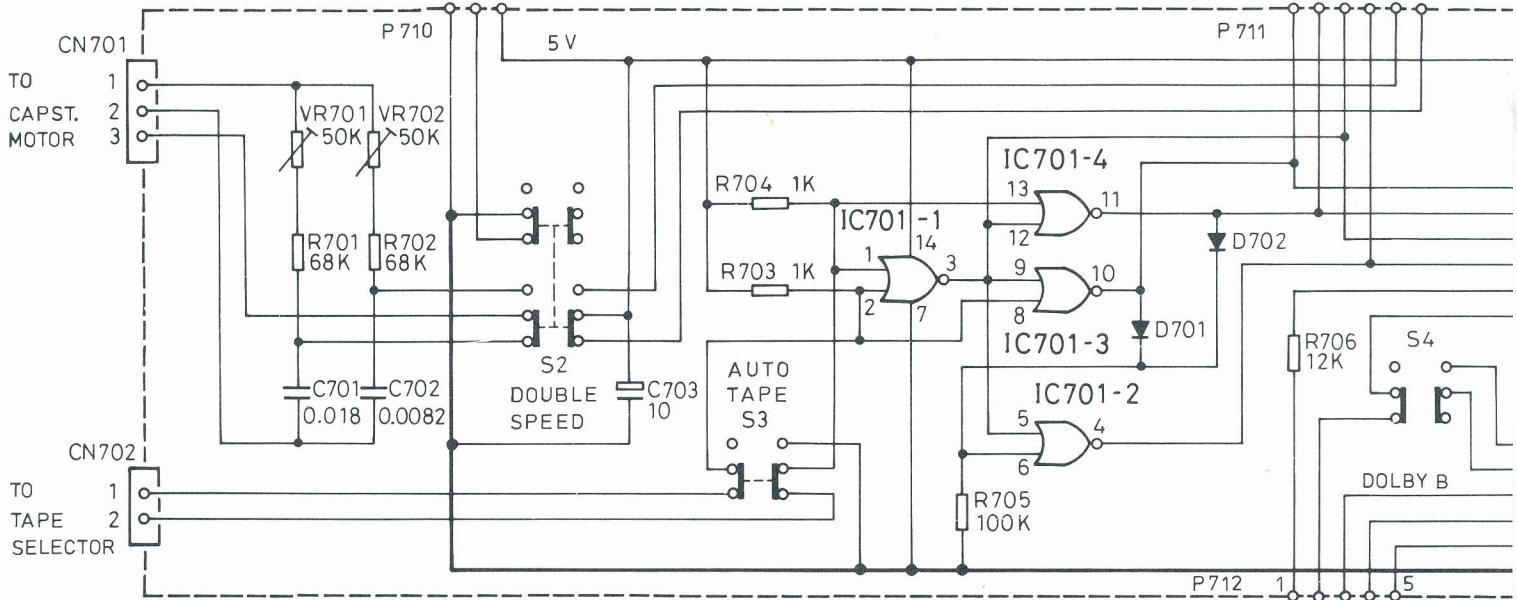 P 710
P 711
5 V
CN701
TO 1
CAPST. 2
MOTOR 3
VR701
50K
VR702
50K
R701
68K
R702
68K
C701
0.018
C702
0.0082
S2
DOUBLE
SPEED
C703
10
R704 1K
R703 1K
IC701-1
1
2
14
3
7
AUTO
TAPE
S3
IC701-4
13
12
11
9
8
10
IC701-3
D702
D701
IC701-2
5
6
4
R705
100K
R706
12K
S4
DOLBY B
CN702
TO 1
TAPE 2
SELECTOR
P712 1 5